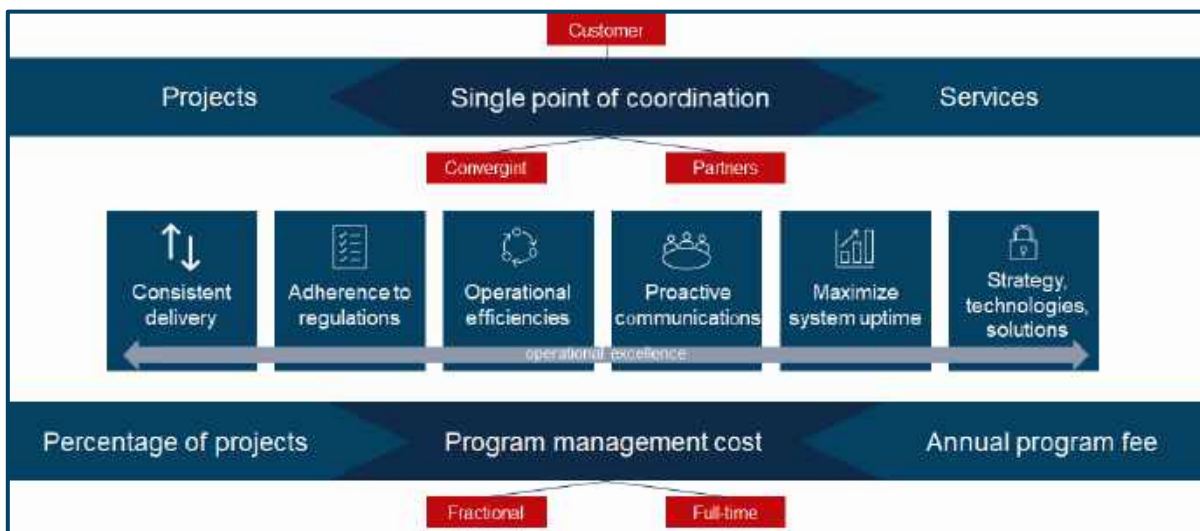 Customer
Projects
Single point of coordination
Services
Convergint
Partners
Consistent
delivery
Adherence to
regulations
Operational
efficiencies
Proactive
communications
Maximize
system uptime
Strategy,
technologies,
solutions
operational excellence
Percentage of projects
Program management cost
Annual program fee
Fractional
Full-time